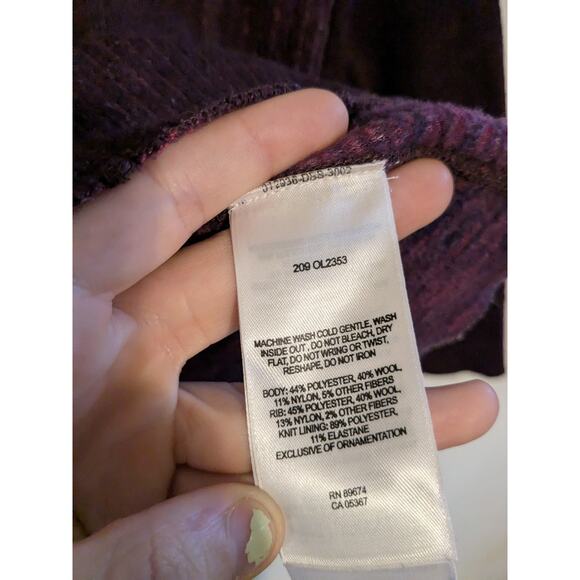 209 OL2353
MACHINE WASH COLD GENTLE, WASH
INSIDE OUT, DO NOT BLEACH, DRY
FLAT, DO NOT WRING OR TWIST,
RESHAPE, DO NOT IRON
BODY: 44% POLYESTER, 40% WOOL,
11% NYLON, 5% OTHER FIBERS
RIB: 45% POLYESTER, 40% WOOL,
13% NYLON, 2% OTHER FIBERS
KNIT LINING: 89% POLYESTER,
11% ELASTANE
EXCLUSIVE OF ORNAMENTATION
RN 89674
CA 05367